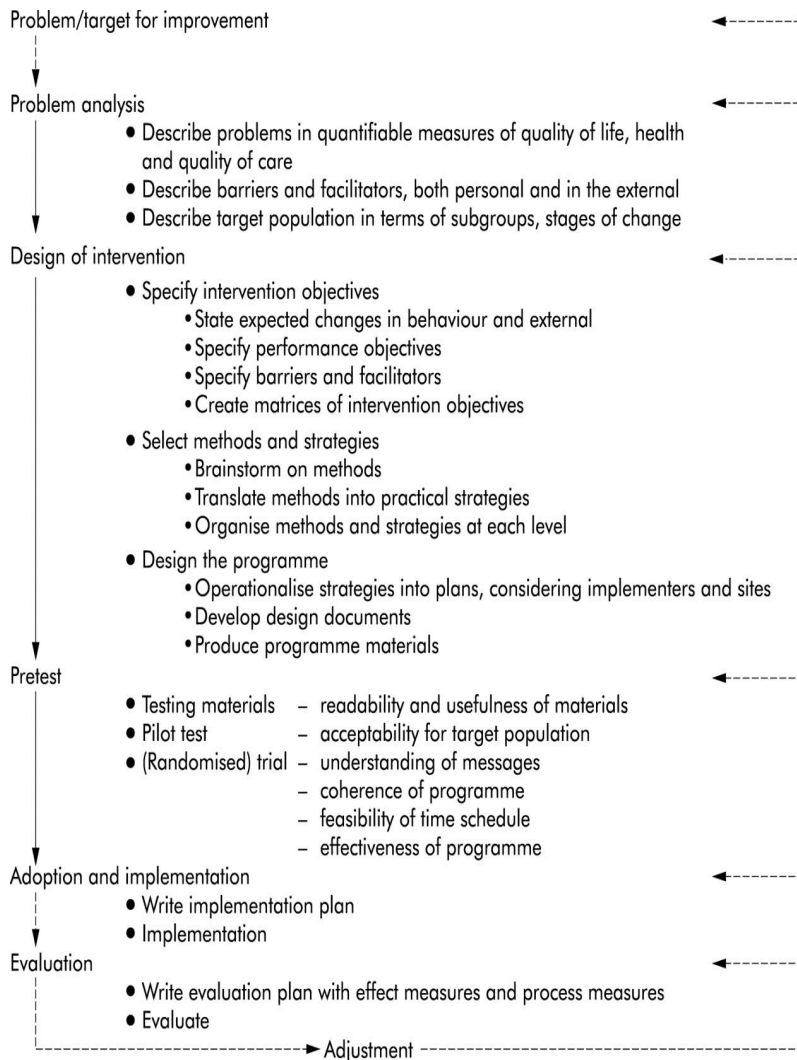 Problem/target for improvement
Problem analysis
• Describe problems in quantifiable measures of quality of life, health
and quality of care
• Describe barriers and facilitators, both personal and in the external
• Describe target population in terms of subgroups, stages of change
Design of intervention
• Specify intervention objectives
• State expected changes in behaviour and external
• Specify performance objectives
• Specify barriers and facilitators
• Create matrices of intervention objectives
• Select methods and strategies
• Brainstorm on methods
• Translate methods into practical strategies
• Organise methods and strategies at each level
• Design the programme
• Operationalise strategies into plans, considering implementers and sites
• Develop design documents
• Produce programme materials
Pretest
• Testing materials – readability and usefulness of materials
• Pilot test – acceptability for target population
• (Randomised) trial – understanding of messages
– coherence of programme
– feasibility of time schedule
– effectiveness of programme
Adoption and implementation
• Write implementation plan
• Implementation
Evaluation
• Write evaluation plan with effect measures and process measures
• Evaluate
Adjustment